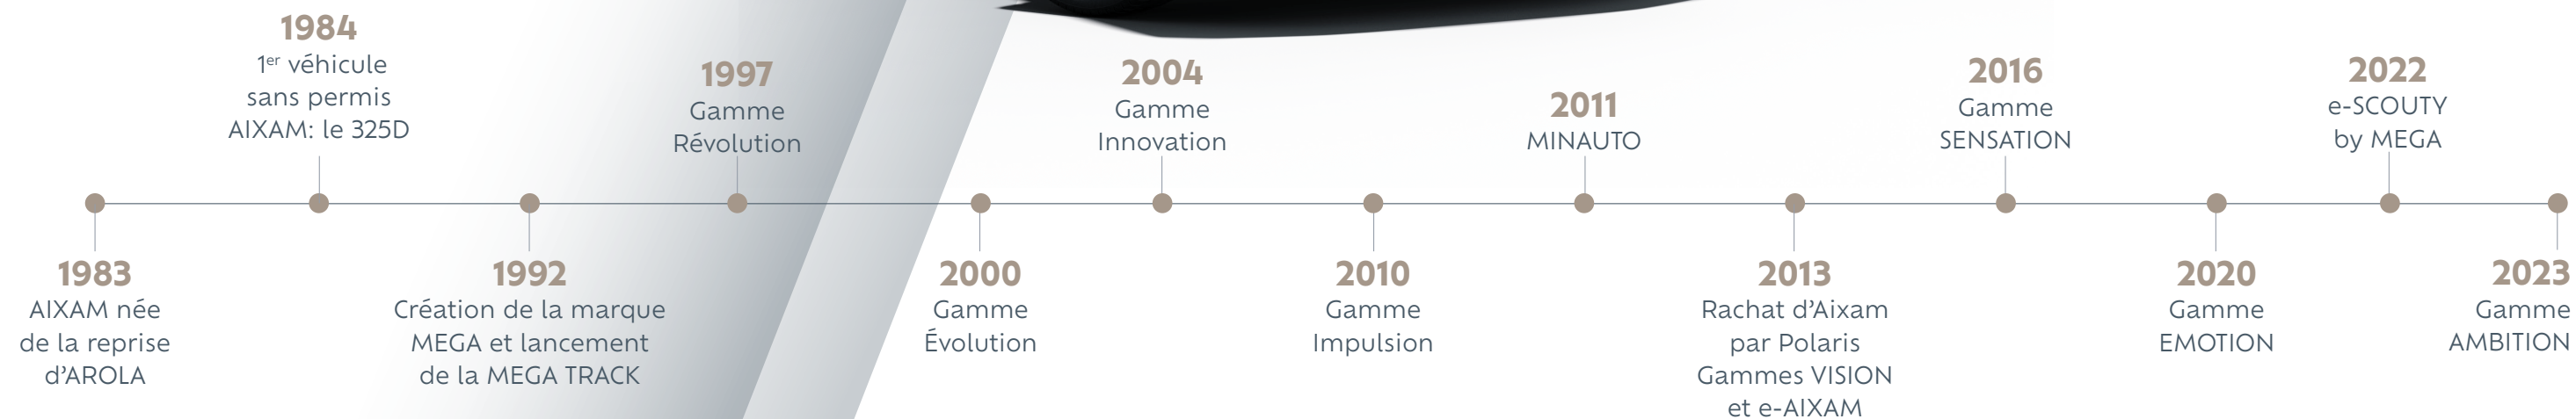 1983
AIXAM née
de la reprise
d’AROLA
1984
1er véhicule
sans permis
AIXAM: le 325D
1992
Création de la marque
MEGA et lancement
de la MEGA TRACK
1997
Gamme
Révolution
2000
Gamme
Évolution
2004
Gamme
Innovation
2010
Gamme
Impulsion
2011
MINAUTO
2013
Rachat d’Aixam
par Polaris
Gammes VISION
et e-AIXAM
2016
Gamme
SENSATION
2020
Gamme
EMOTION
2022
e-SCOUTY
by MEGA
2023
Gamme
AMBITION